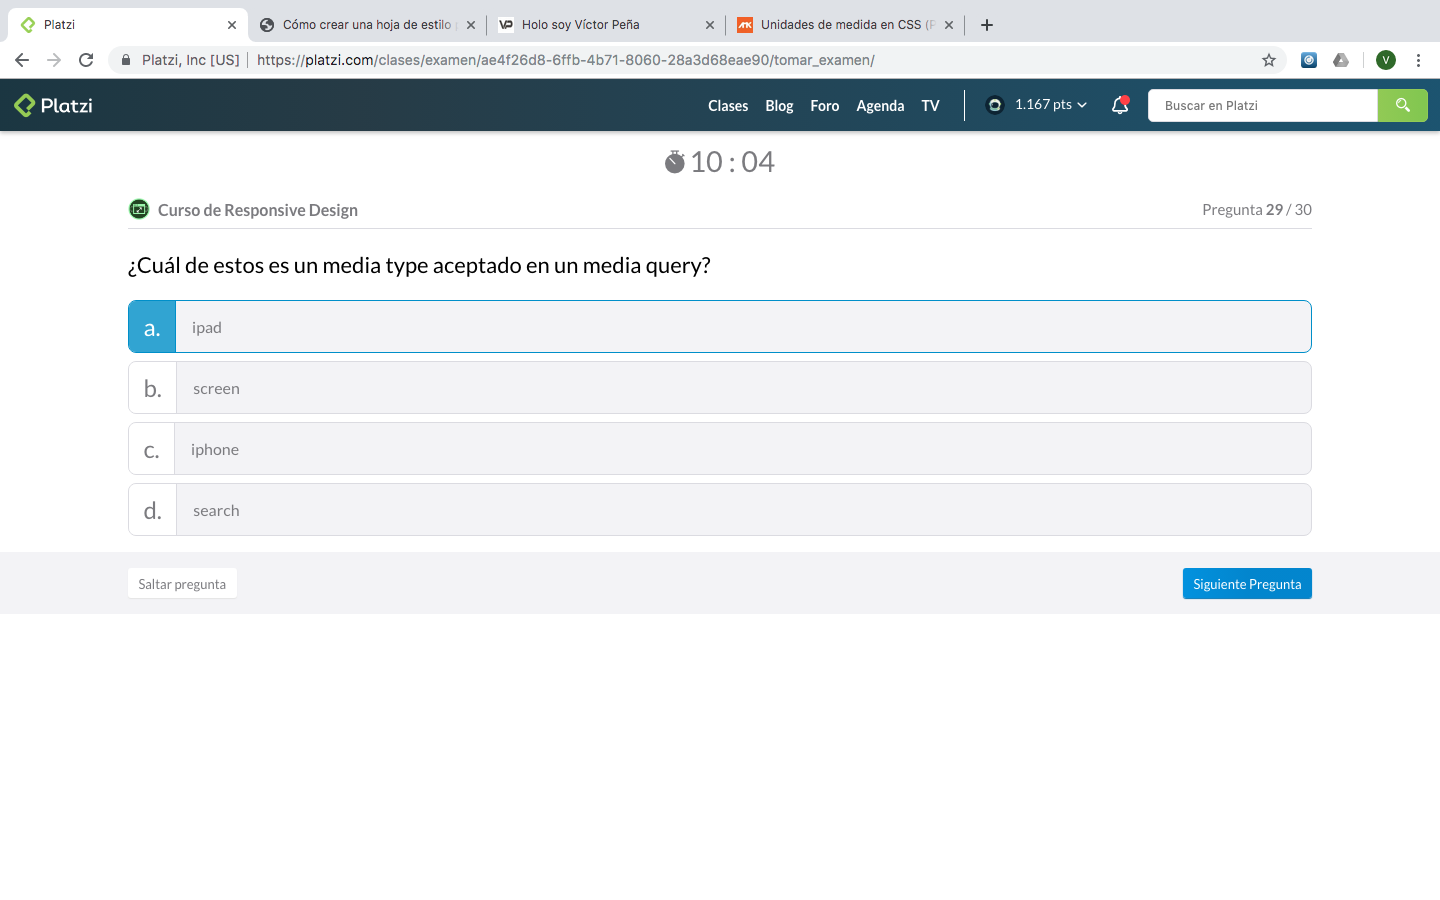 Platzi
Cómo crear una hoja de estilo
Holo soy Víctor Peña
Unidades de medida en CSS (P
Platzi, Inc [US] https://platzi.com/clases/examen/ae4f26d8-6ffb-4b71-8060-28a3d68eae90/tomar_examen/
V
Platzi
Clases Blog Foro Agenda TV 1.167 pts Buscar en Platzi
10 : 04
Curso de Responsive Design Pregunta 29 / 30
¿Cuál de estos es un media type aceptado en un media query?
a. ipad
b. screen
c. iphone
d. search
Saltar pregunta Siguiente Pregunta